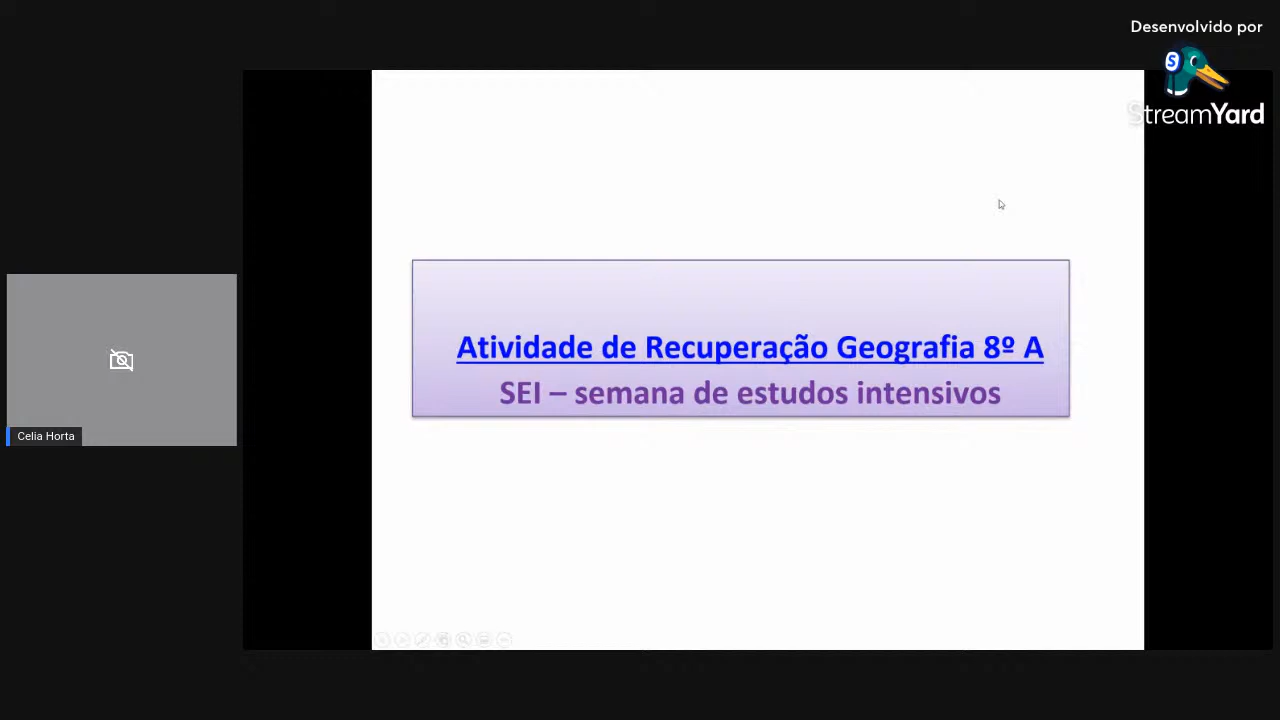 Desenvolvido por
StreamYard
Atividade de Recuperação Geografia 8º A
SEI – semana de estudos intensivos
Celia Horta